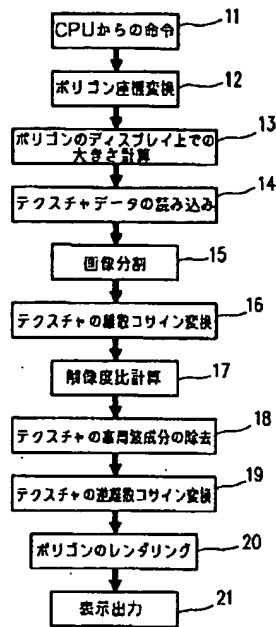 CPUからの命令
11
ポリゴン座標変換
12
ポリゴンのディスプレイ上での
大きさ計算
13
テクスチャデータの読み込み
14
画像分割
15
テクスチャの離散コサイン変換
16
解像度比計算
17
テクスチャの高周波成分の除去
18
テクスチャの逆離散コサイン変換
19
ポリゴンのレンダリング
20
表示出力
21